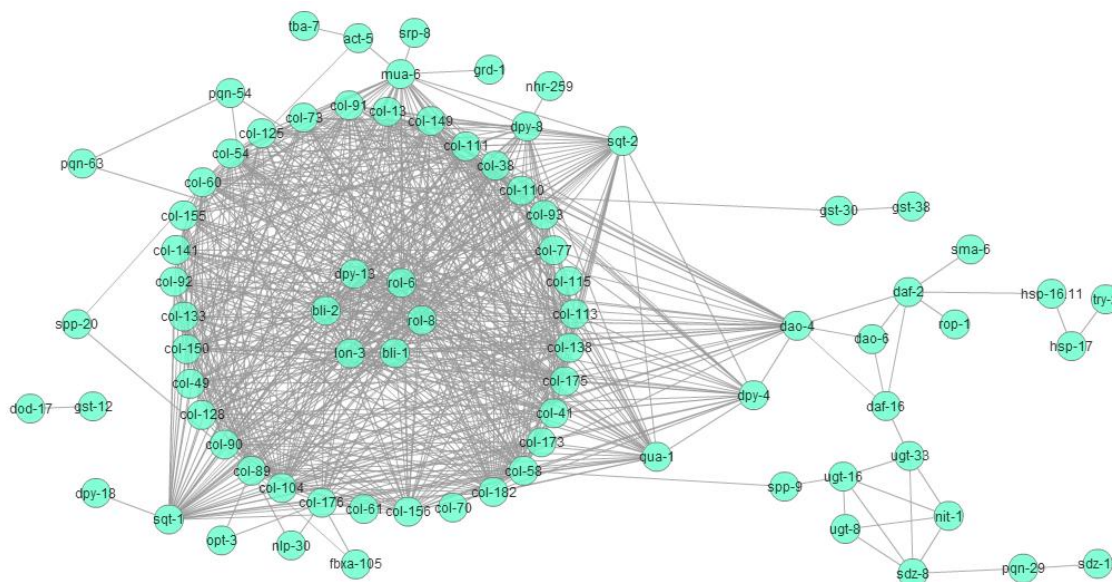 tba-7
act-5
srp-8
mua-6
grd-1
nhr-259
pqn-54
col-91
col-13
col-73
col-149
col-125
dpy-8
sqt-2
col-54
col-111
pqn-63
col-38
col-60
col-110
col-155
col-93
gst-30
gst-38
col-141
col-77
sma-6
dpy-13
rol-6
col-92
col-115
daf-2
hsp-16.11
bli-2
col-113
try-
spp-20
col-133
rol-8
dao-4
rop-1
dao-6
hsp-17
col-150
lon-3
bli-1
col-138
col-49
col-175
dpy-4
dod-17
gst-12
col-128
col-41
daf-16
col-90
col-173
qua-1
ugt-33
col-89
col-58
ugt-16
spp-9
dpy-18
col-104
col-182
col-176
sqt-1
col-61
col-156
col-70
nit-1
ugt-8
opt-3
nlp-30
fbxa-105
sdz-8
pqn-29
sdz-1